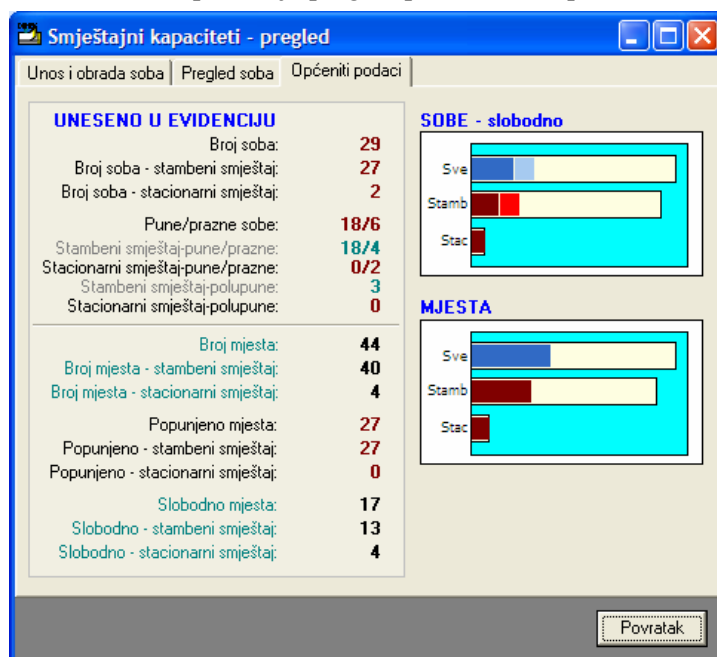 Smještajni kapaciteti - pregled
Unos i obrada soba Pregled soba Općeniti podaci
UNESENO U EVIDENCIJU
Broj soba: 29
Broj soba - stambeni smještaj: 27
Broj soba - stacionarni smještaj: 2
Pune/prazne sobe: 18/6
Stambeni smještaj-pune/prazne: 18/4
Stacionarni smještaj-pune/prazne: 0/2
Stambeni smještaj-polupune: 3
Stacionarni smještaj-polupune: 0
Broj mjesta: 44
Broj mjesta - stambeni smještaj: 40
Broj mjesta - stacionarni smještaj: 4
Popunjeno mjesta: 27
Popunjeno - stambeni smještaj: 27
Popunjeno - stacionarni smještaj: 0
Slobodno mjesta: 17
Slobodno - stambeni smještaj: 13
Slobodno - stacionarni smještaj: 4
SOBE - slobodno
Sve
Stamb
Stac
MJESTA
Sve
Stamb
Stac
Povratak